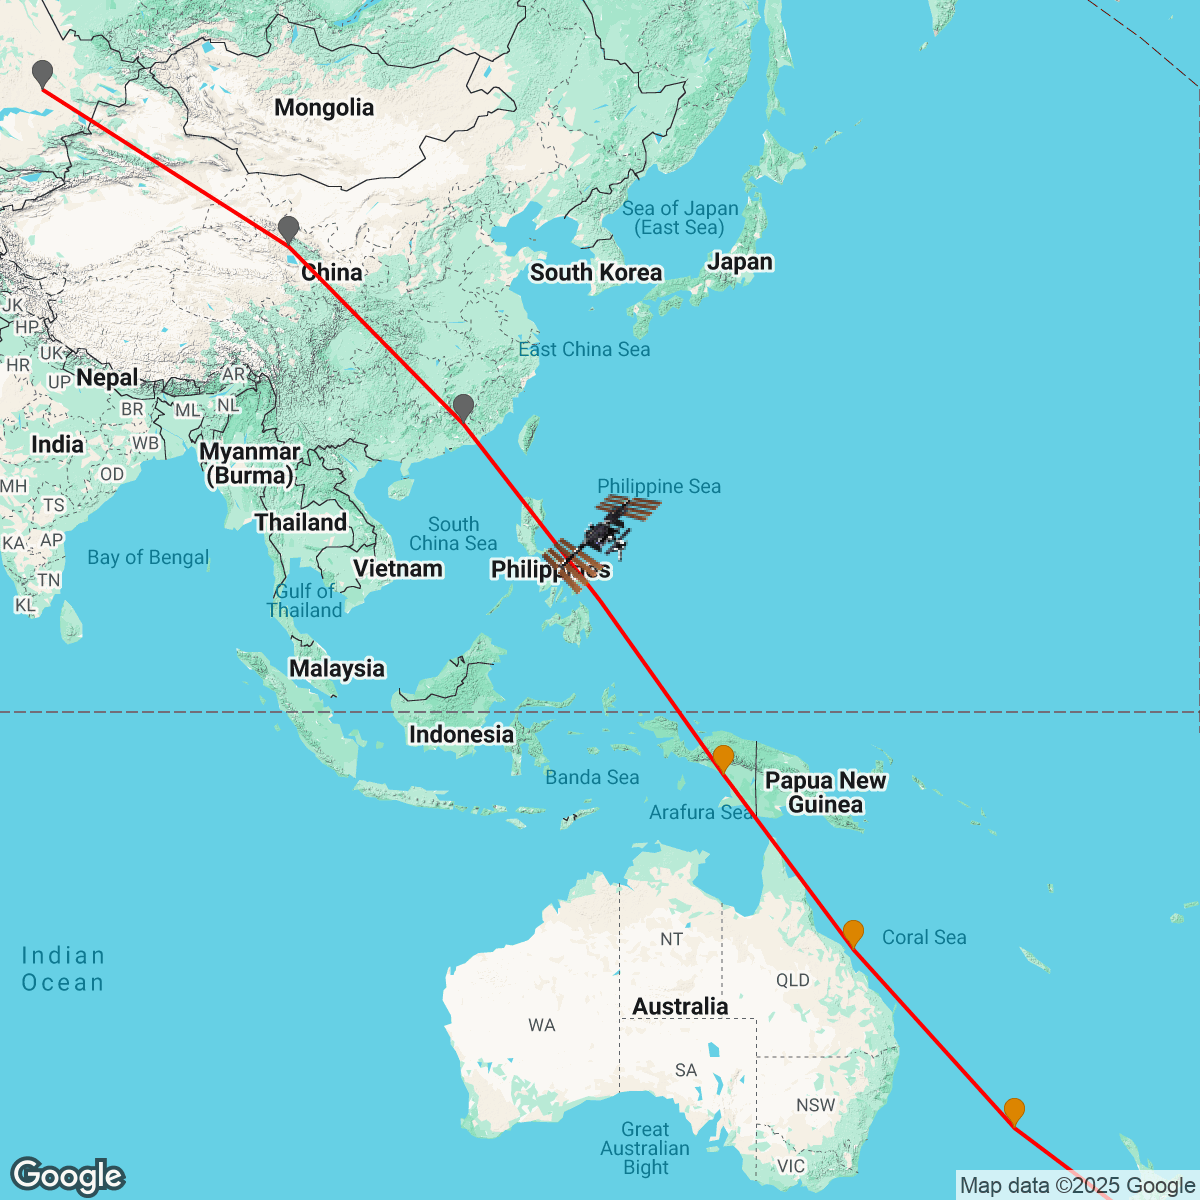 Mongolia
Sea of Japan
(East Sea)
Japan
South Korea
China
JK
HP
East China Sea
UK
HR
Nepal
AR
UP
BR
ML
NL
India
WB
Myanmar
(Burma)
OD
MH
Philippine Sea
TS
Thailand
South
China Sea
KA
AP
Bay of Bengal
Vietnam
Philippines
TN
Gulf of
Thailand
KL
Malaysia
Indonesia
Banda Sea
Papua New
Guinea
Arafura Sea
NT
Coral Sea
Indian
Ocean
QLD
Australia
WA
SA
NSW
Great
Australian
Bight
VIC
Google
Map data ©2025 Google